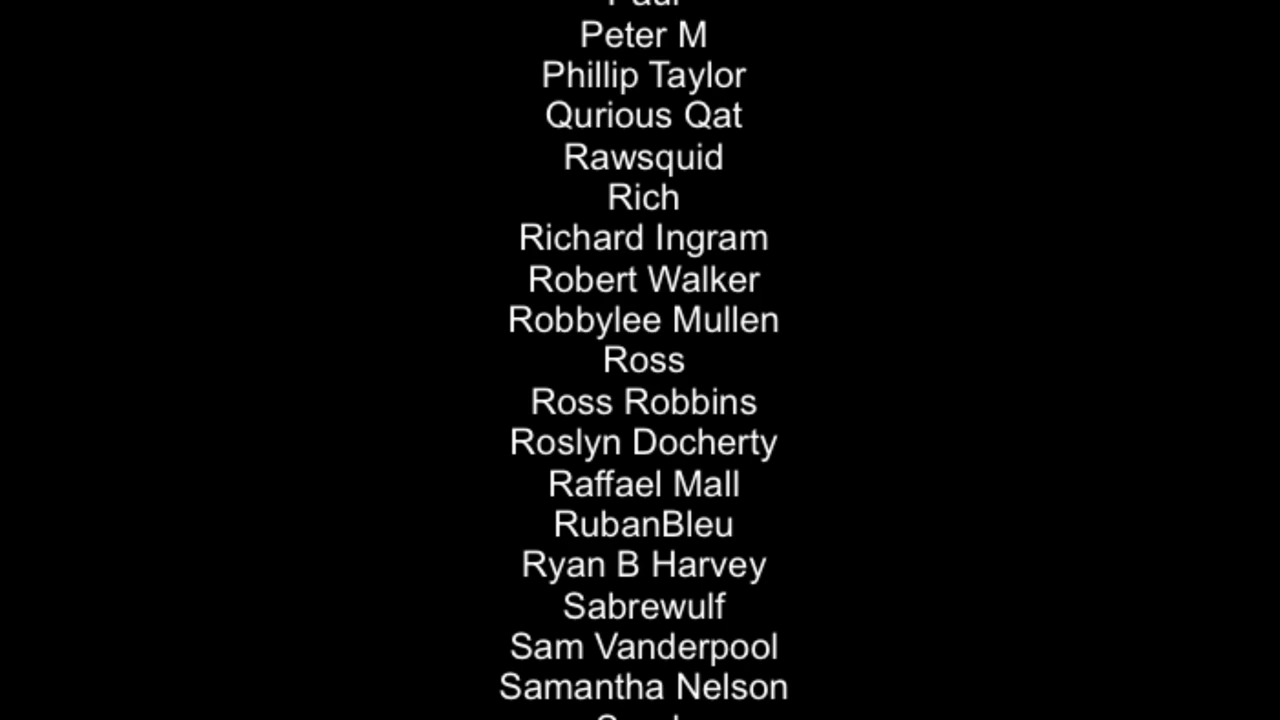 Paul
Peter M
Phillip Taylor
Qurious Qat
Rawsquid
Rich
Richard Ingram
Robert Walker
Robbylee Mullen
Ross
Ross Robbins
Roslyn Docherty
Raffael Mall
RubanBleu
Ryan B Harvey
Sabrewulf
Sam Vanderpool
Samantha Nelson